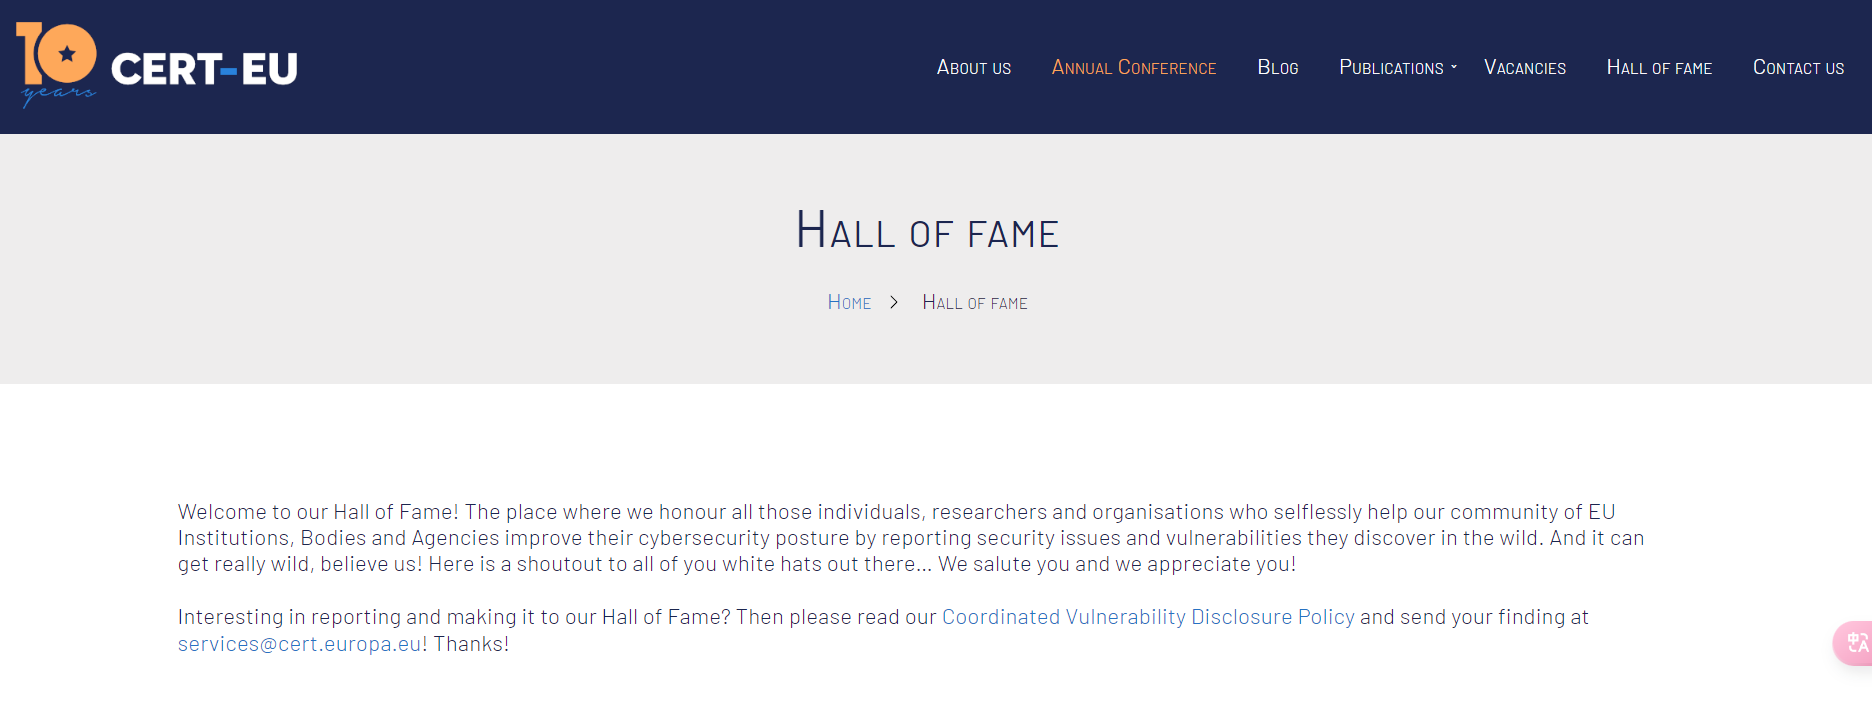 10 years CERT-EU
About us Annual Conference Blog Publications Vacancies Hall of fame Contact us
Hall of fame
Home > Hall of fame
Welcome to our Hall of Fame! The place where we honour all those individuals, researchers and organisations who selflessly help our community of EU
Institutions, Bodies and Agencies improve their cybersecurity posture by reporting security issues and vulnerabilities they discover in the wild. And it can
get really wild, believe us! Here is a shoutout to all of you white hats out there... We salute you and we appreciate you!
Interesting in reporting and making it to our Hall of Fame? Then please read our Coordinated Vulnerability Disclosure Policy and send your finding at
services@cert.europa.eu! Thanks!
中A